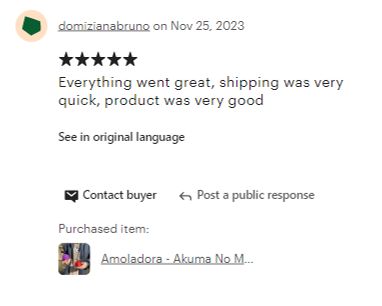 domizianabruno on Nov 25, 2023
Everything went great, shipping was very
quick, product was very good
See in original language
Contact buyer Post a public response
Purchased item:
Amoladora - Akuma No M...